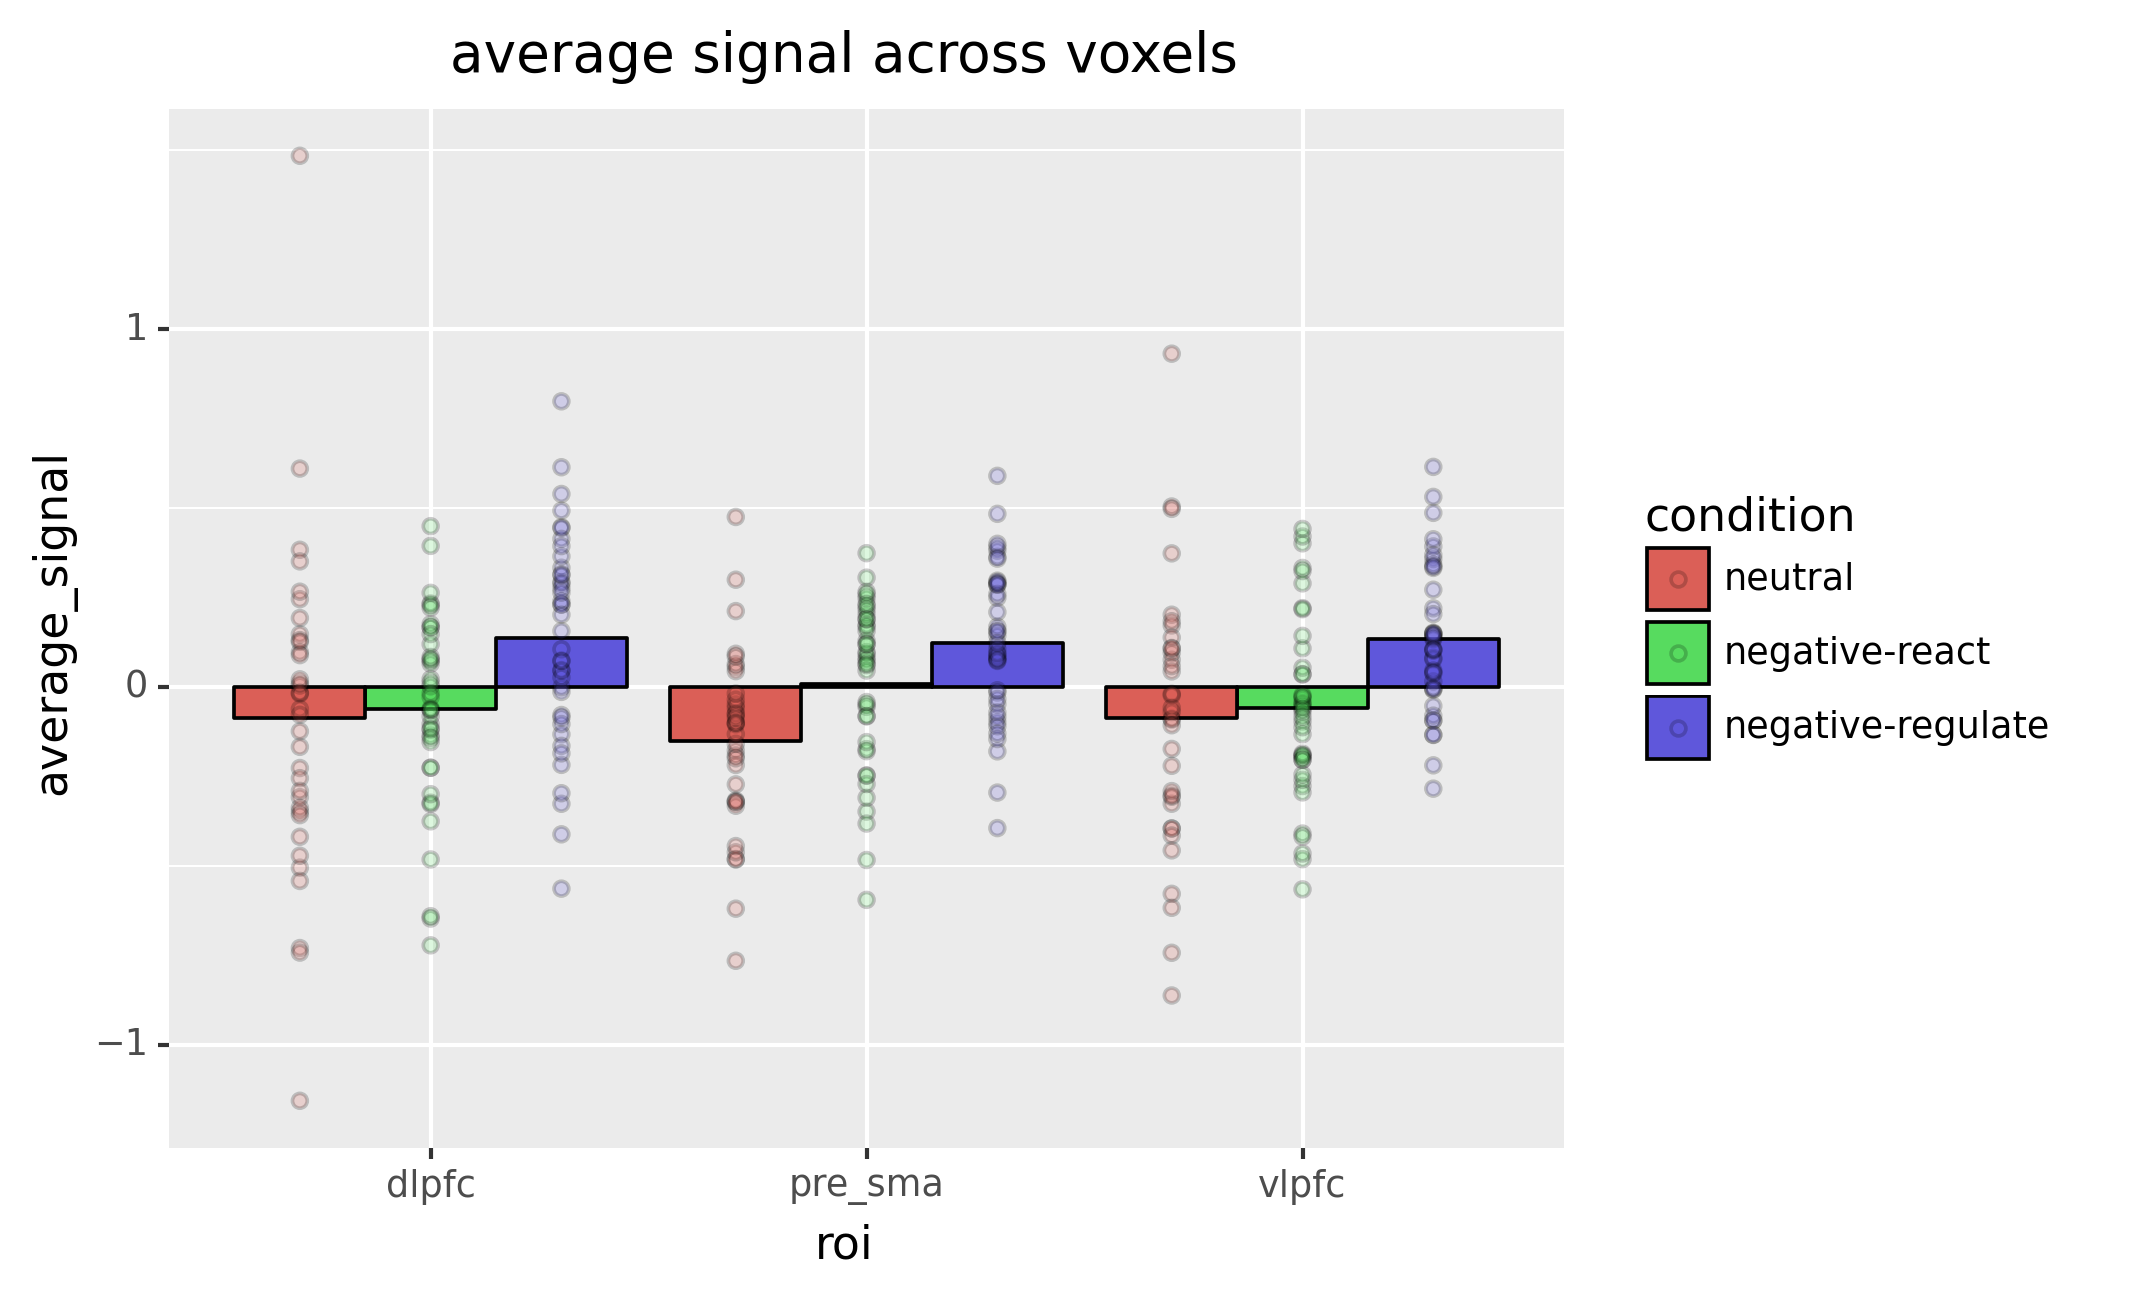 average signal across voxels
average_signal
1
0
−1
dlpfc
pre_sma
vlpfc
roi
condition
neutral
negative-react
negative-regulate